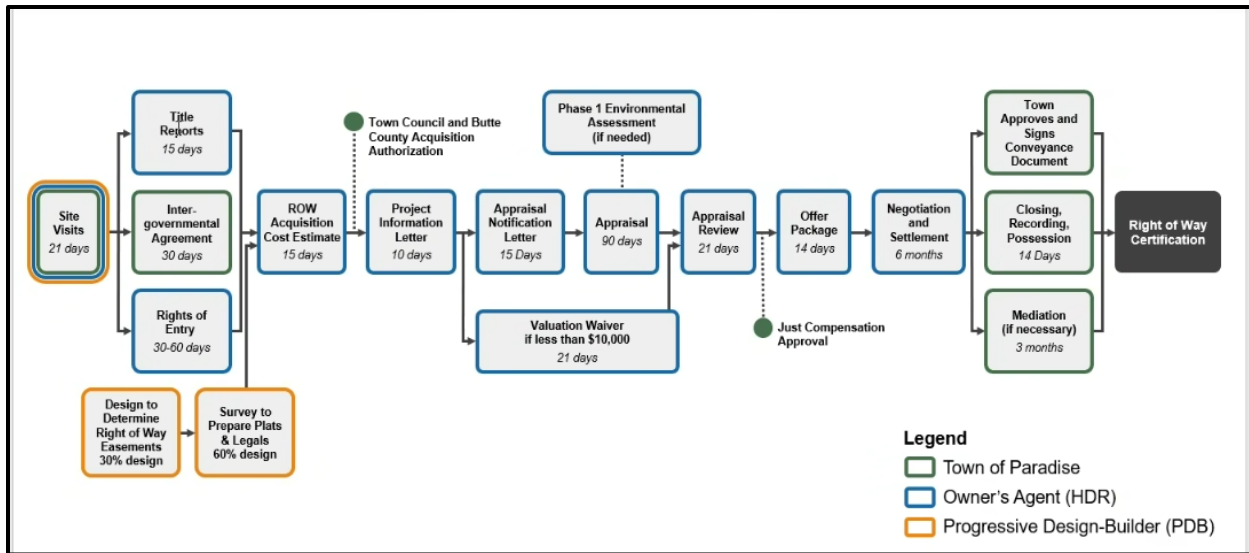 Site
Visits
21 days
Title
Reports
15 days
Inter-
governmental
Agreement
30 days
Rights of
Entry
30-60 days
Design to
Determine
Right of Way
Easements
30% design
Survey to
Prepare Plats
& Legals
60% design
ROW
Acquisition
Cost Estimate
15 days
Town Council and Butte
County Acquisition
Authorization
Project
Information
Letter
10 days
Appraisal
Notification
Letter
15 Days
Valuation Waiver
if less than $10,000
21 days
Phase 1 Environmental
Assessment
(if needed)
Appraisal
90 days
Appraisal
Review
21 days
Just Compensation
Approval
Offer
Package
14 days
Negotiation
and
Settlement
6 months
Town
Approves and
Signs
Conveyance
Document
Closing,
Recording,
Possession
14 Days
Mediation
(if necessary)
3 months
Right of Way
Certification
Legend
Town of Paradise
Owner's Agent (HDR)
Progressive Design-Builder (PDB)